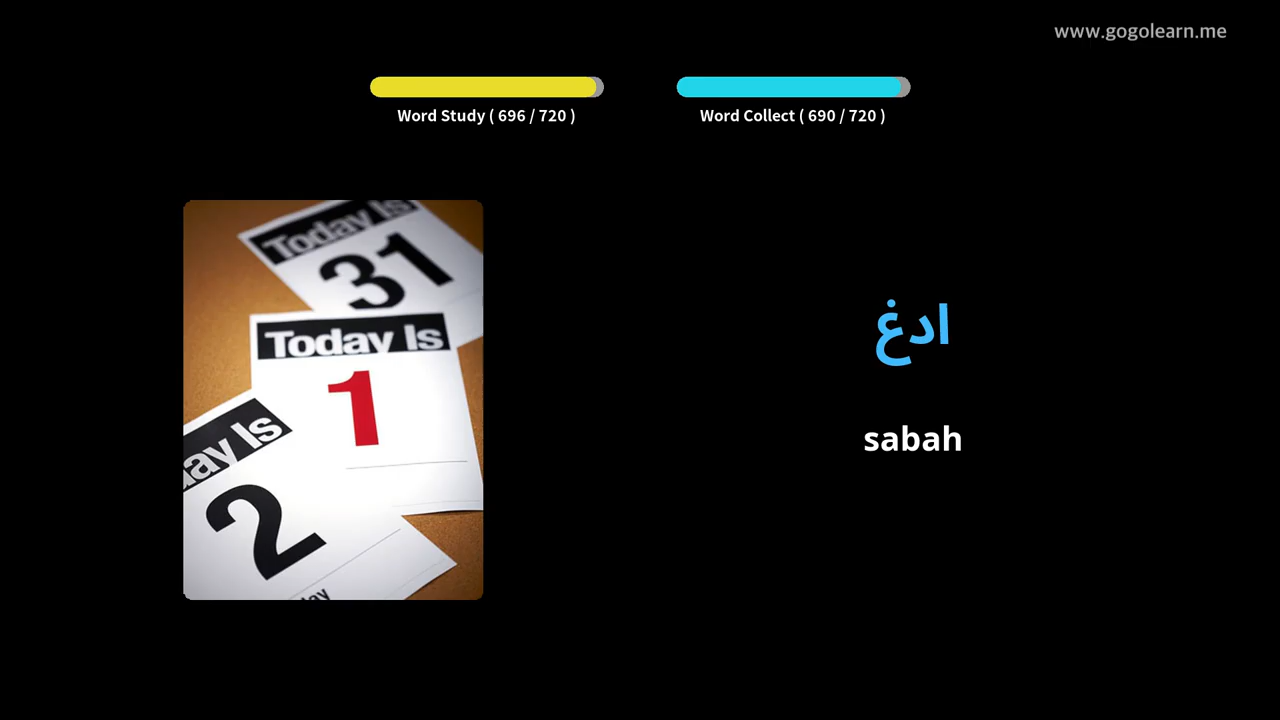 www.gogolearn.me
Word Study ( 696 / 720 )
Word Collect ( 690 / 720 )
Today Is
31
Today Is
1
ay Is
2
ادغ
sabah